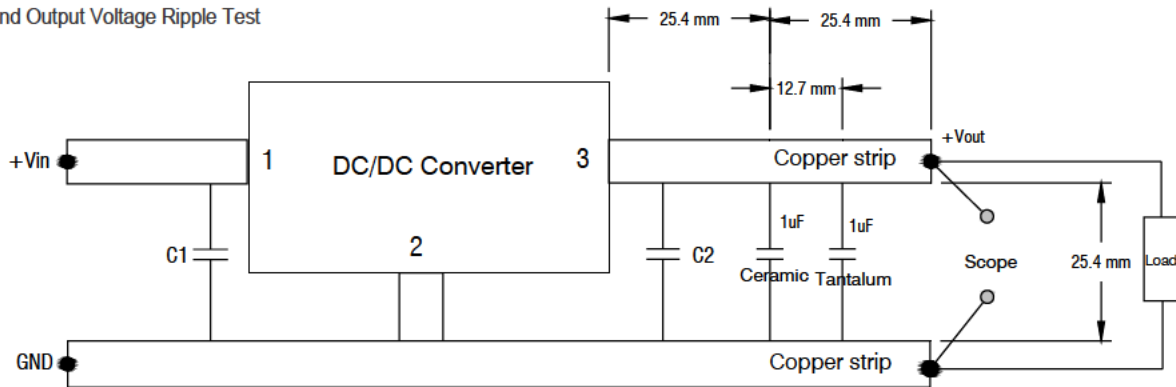 nd Output Voltage Ripple Test
25.4 mm
25.4 mm
12.7 mm
+Vout
+Vin
1
DC/DC Converter
3
Copper strip
2
C1
C2
1uF
1uF
Ceramic
Tantalum
Scope
25.4 mm
Load
GND
Copper strip